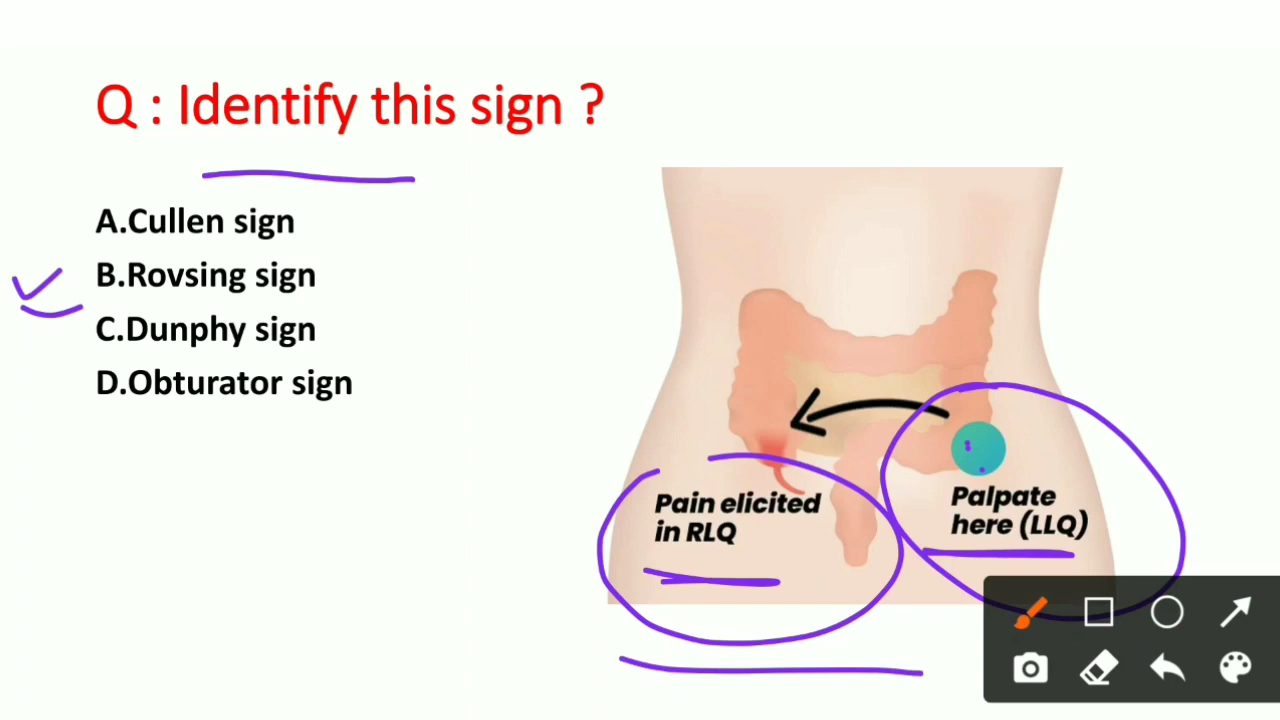 Q : Identify this sign ?
A.Cullen sign
B.Rovsing sign
C.Dunphy sign
D.Obturator sign
Pain elicited
in RLQ
Palpate
here (LLQ)